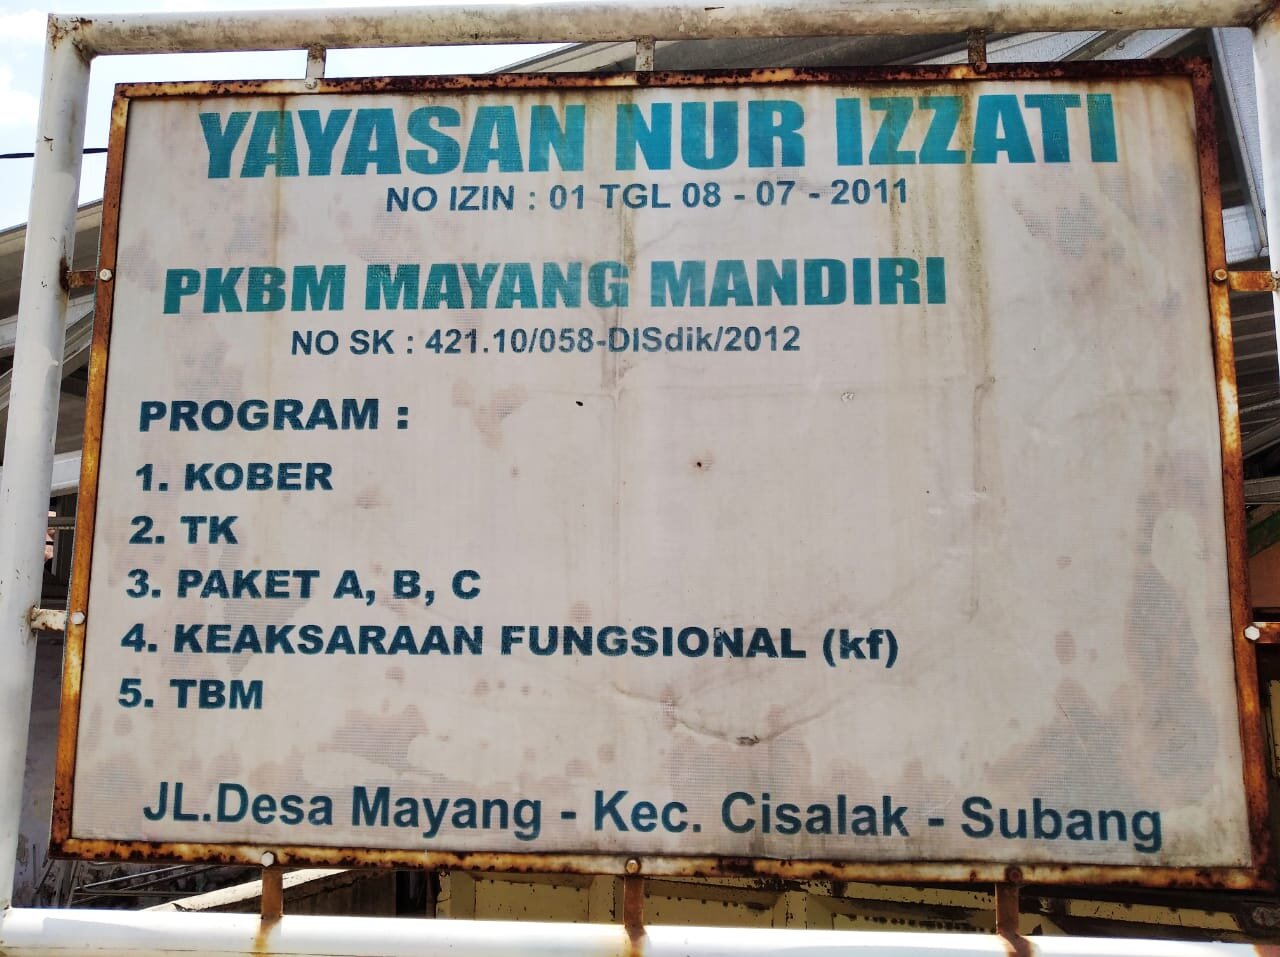 YAYASAN NUR IZZATI
NO IZIN : 01 TGL 08 - 07 - 2011
PKBM MAYANG MANDIRI
NO SK : 421.10/058-DISdik/2012
PROGRAM :
1. KOBER
2. TK
3. PAKET A, B, C
4. KEAKSARAAN FUNGSIONAL (kf)
5. TBM
JL.Desa Mayang - Kec. Cisalak - Subang